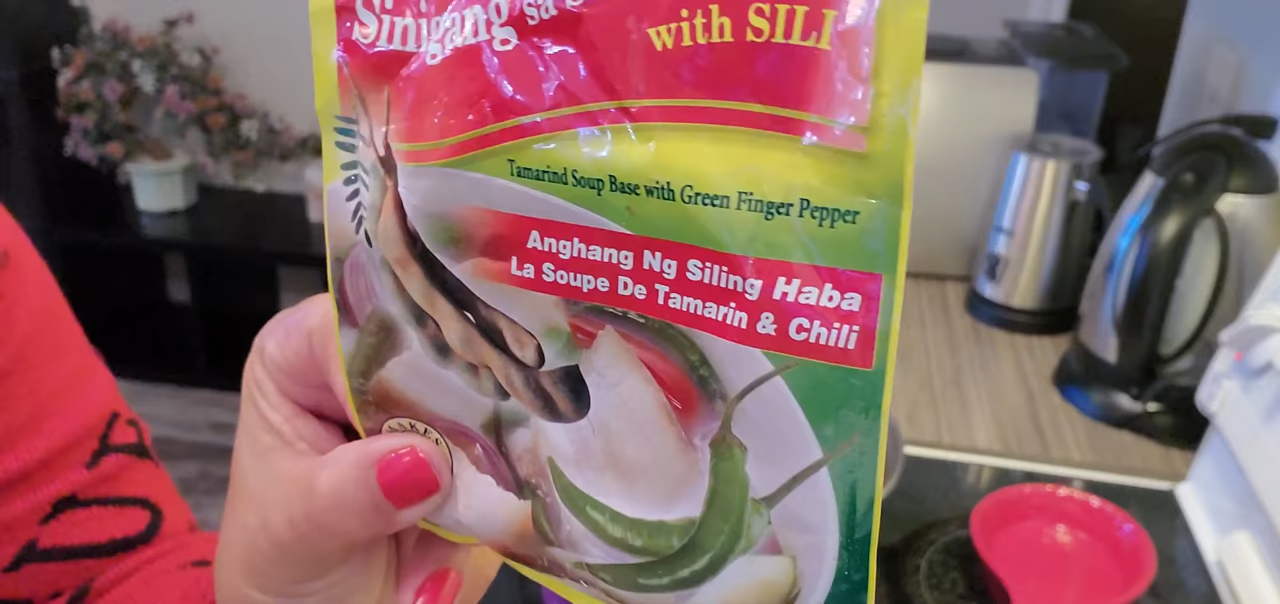 Sinigang sa
with SILI
Tamarind Soup Base with Green Finger Pepper
Anghang Ng Siling Haba
La Soupe De Tamarin & Chili
MAKES